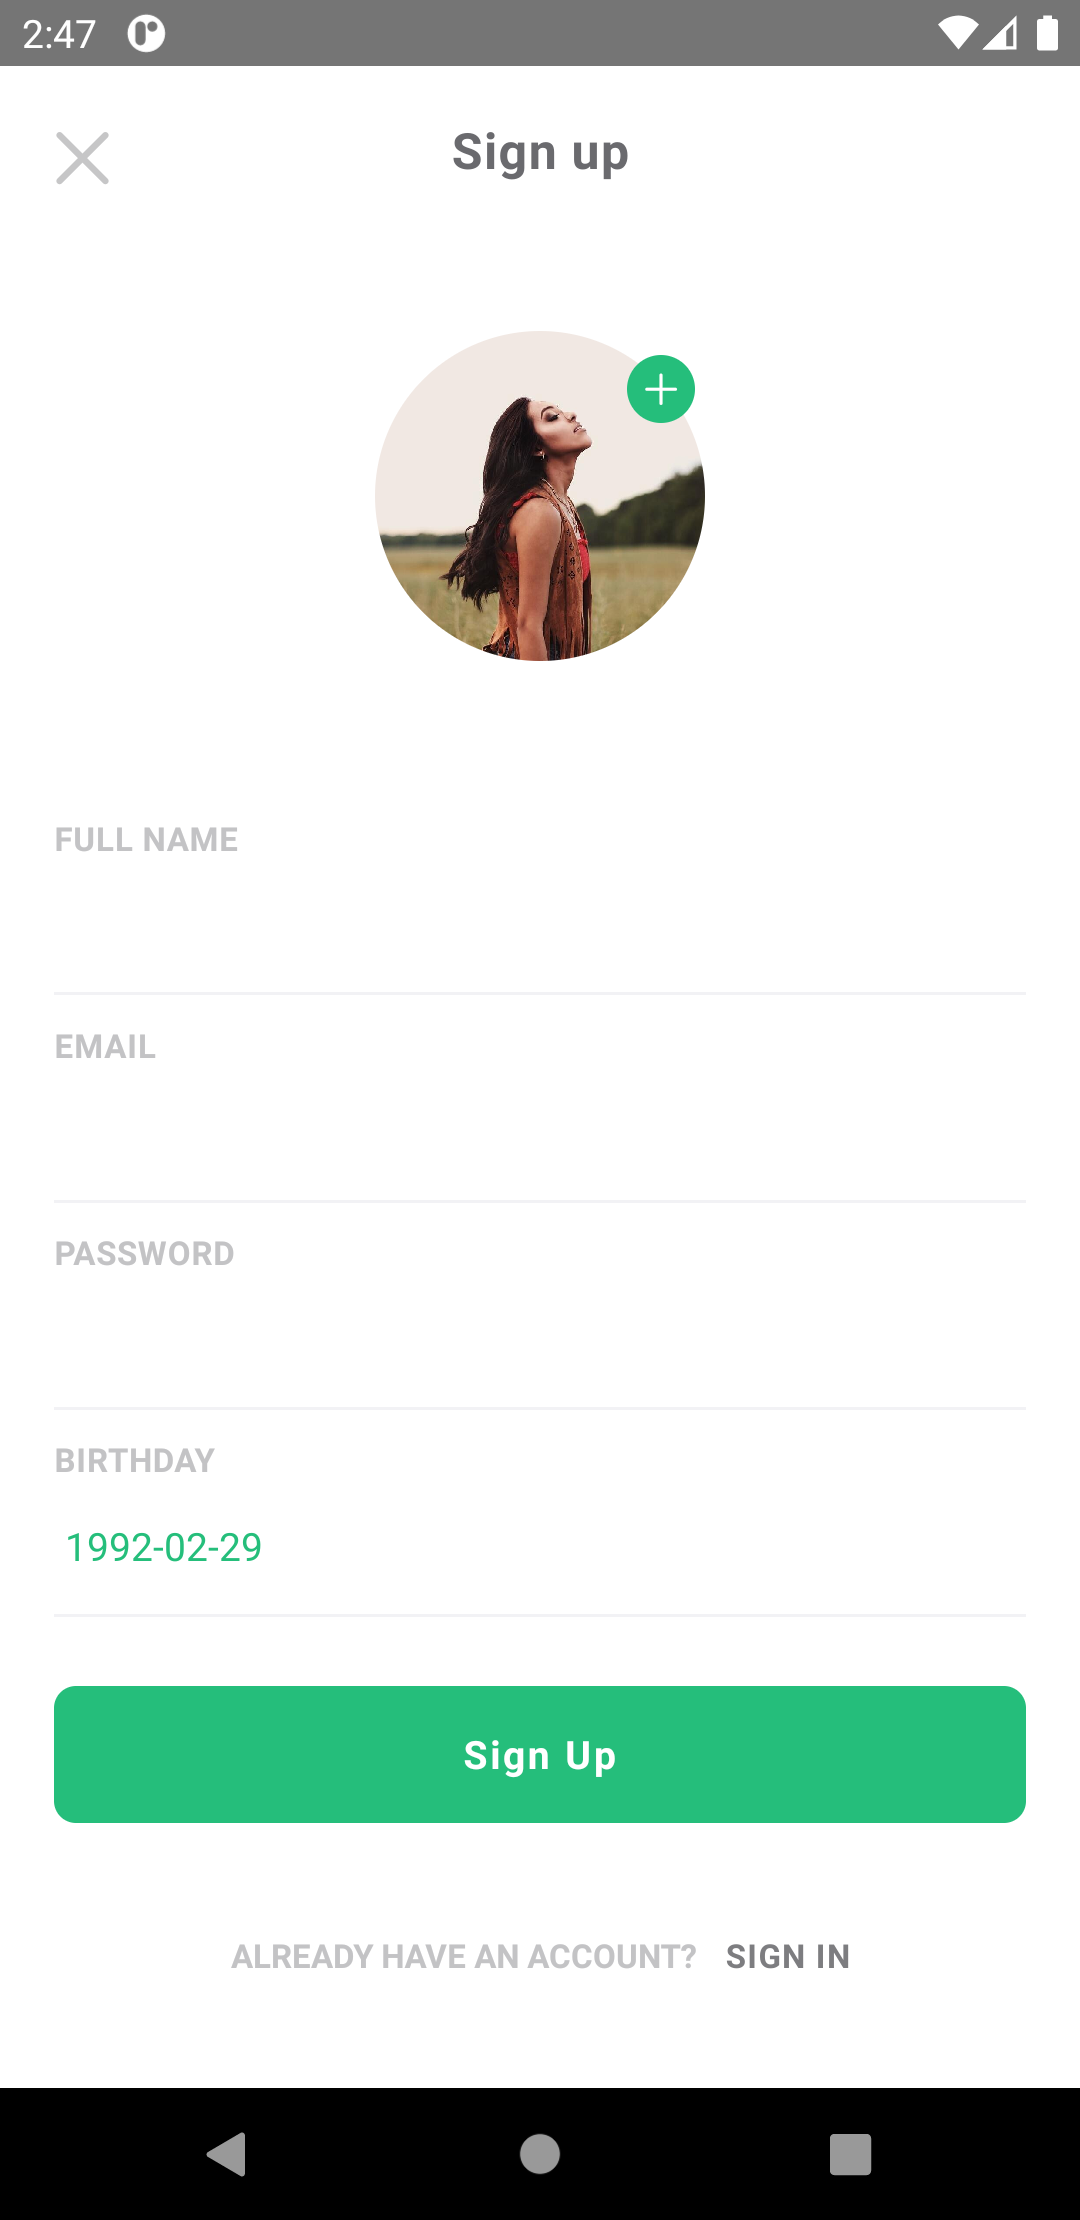 2:47
Sign up
FULL NAME
EMAIL
PASSWORD
BIRTHDAY
1992-02-29
Sign Up
ALREADY HAVE AN ACCOUNT? SIGN IN